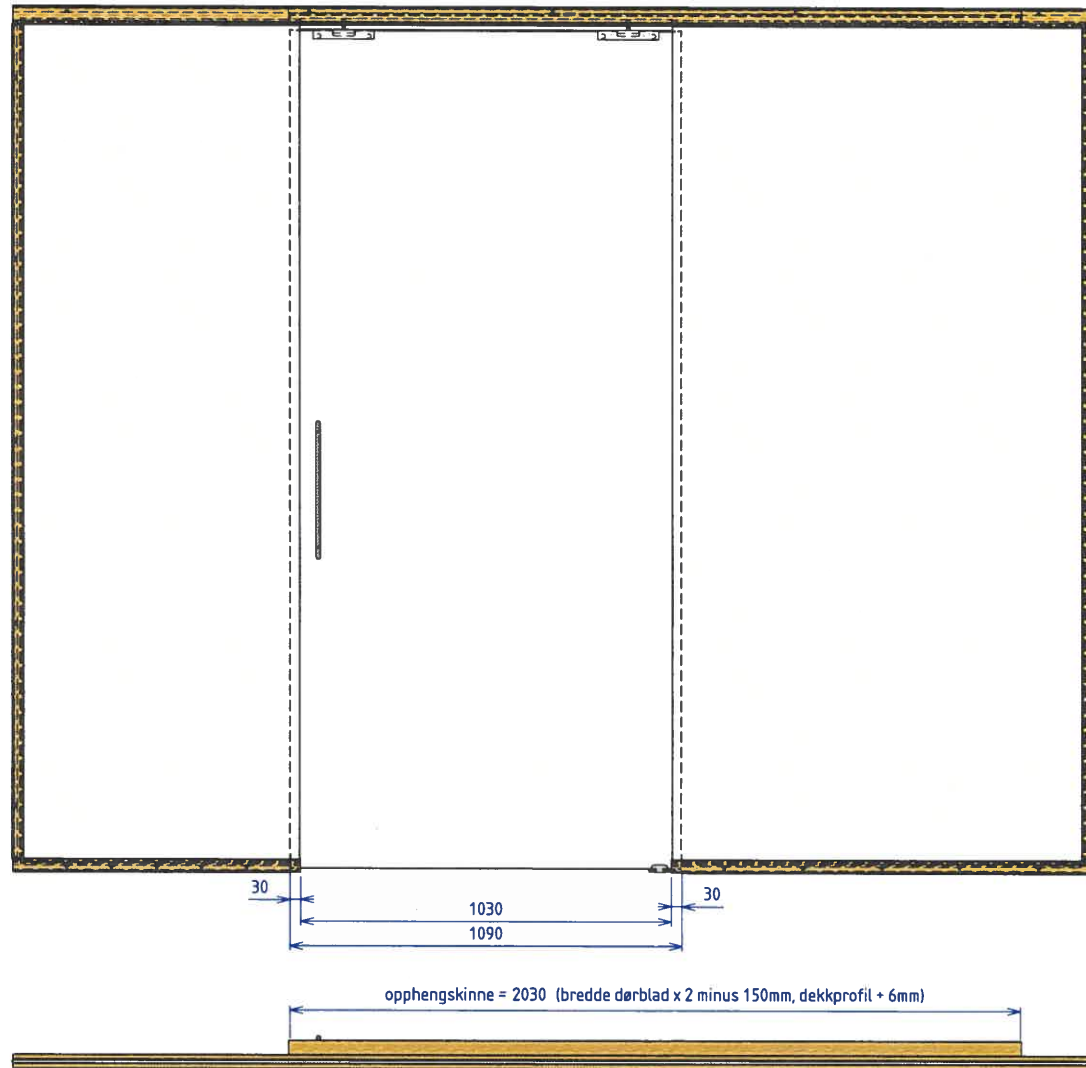 30
30
1030
1090
opphengskinne = 2030 (bredde dørblad x 2 minus 150mm, dekkprofil + 6mm)